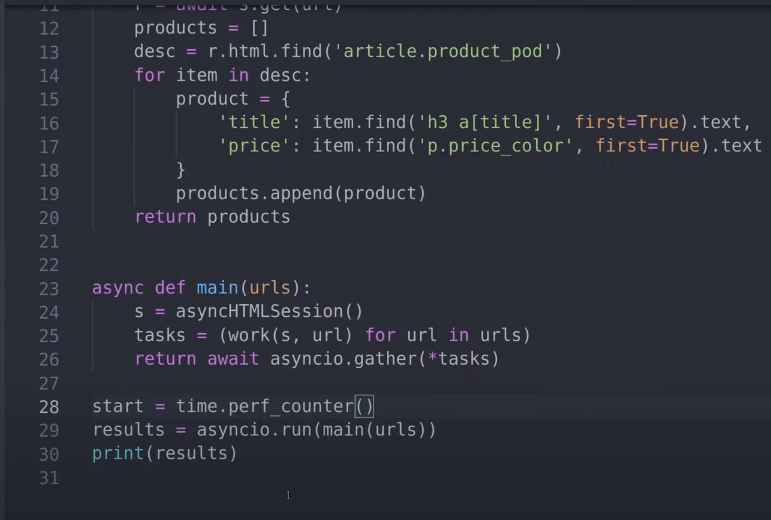 11 r = await s.get(url)
12 products = []
13 desc = r.html.find('article.product_pod')
14 for item in desc:
15 product = {
16 'title': item.find('h3 a[title]', first=True).text,
17 'price': item.find('p.price_color', first=True).text
18 }
19 products.append(product)
20 return products
21
22
23 async def main(urls):
24 s = asyncHTMLSession()
25 tasks = (work(s, url) for url in urls)
26 return await asyncio.gather(*tasks)
27
28 start = time.perf_counter()
29 results = asyncio.run(main(urls))
30 print(results)
31